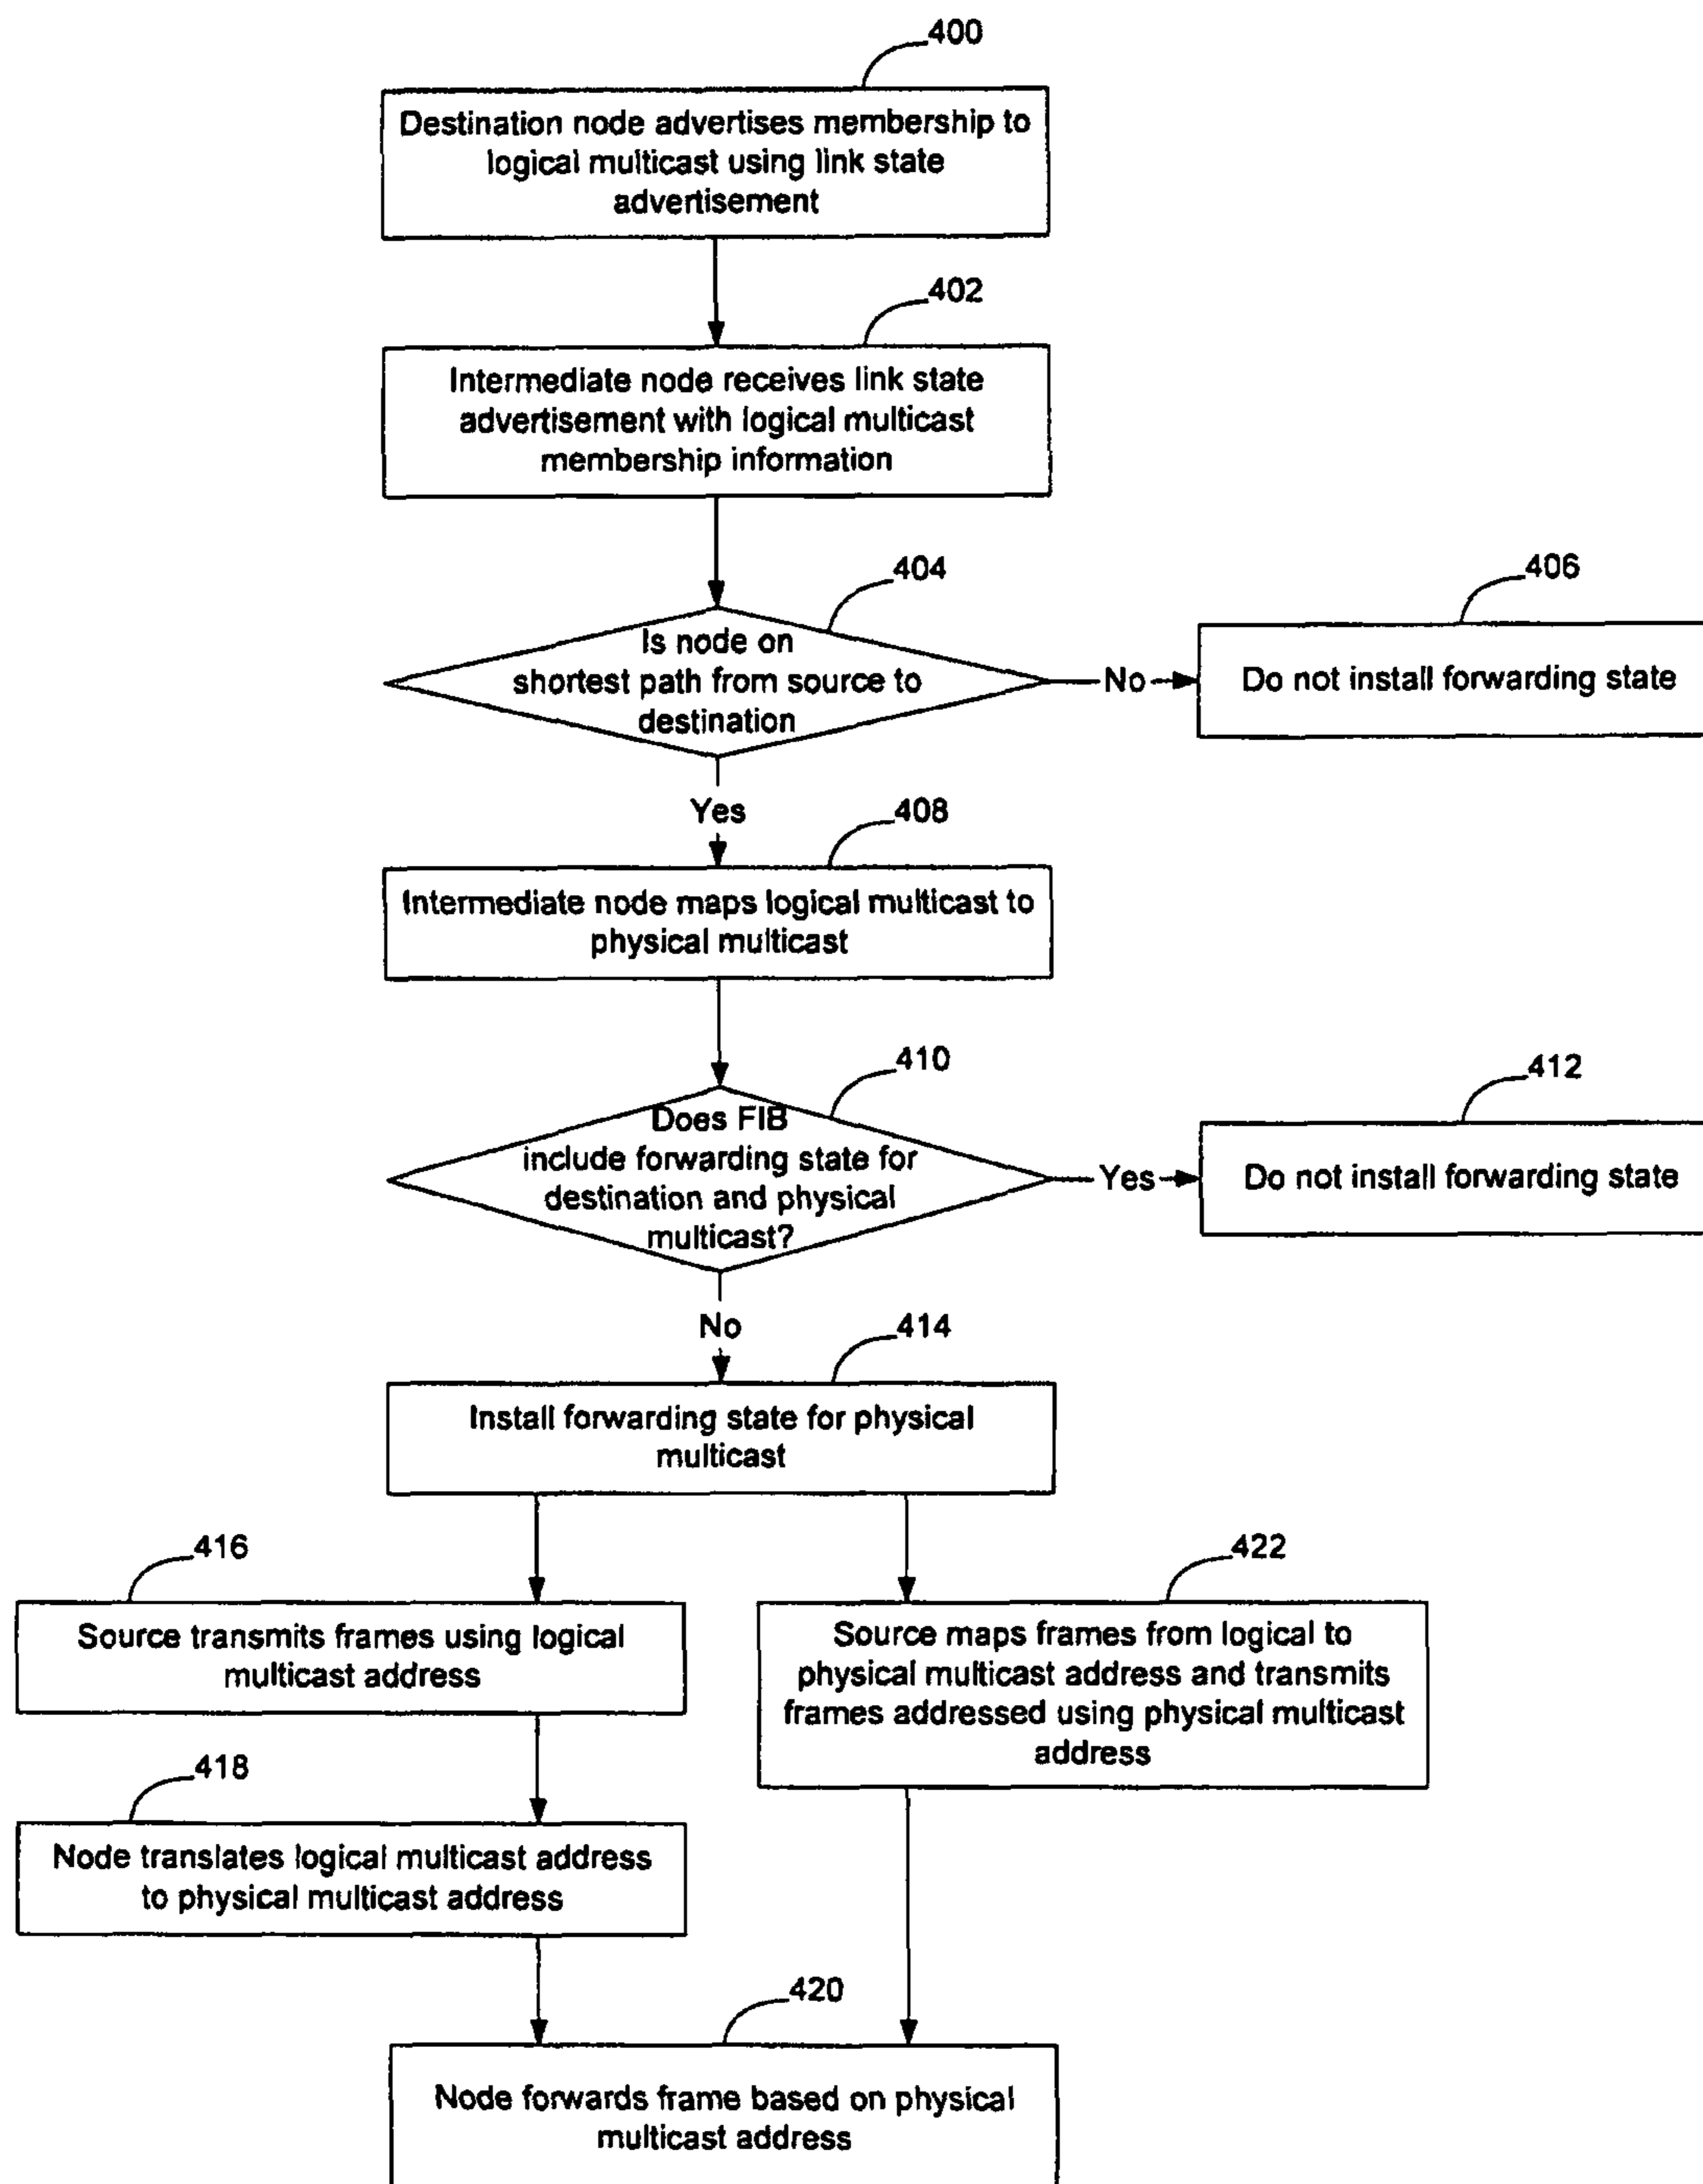 400
Destination node advertises membership to
logical multicast using link state
advertisement
402
Intermediate node receives link state
advertisement with logical multicast
membership information
404
Is node on
shortest path from source to
destination
No
406
Do not install forwarding state
Yes
408
Intermediate node maps logical multicast to
physical multicast
410
Does FIB
include forwarding state for
destination and physical
multicast?
Yes
412
Do not install forwarding state
No
414
Install forwarding state for physical
multicast
416
Source transmits frames using logical
multicast address
422
Source maps frames from logical to
physical multicast address and transmits
frames addressed using physical multicast
address
418
Node translates logical multicast address
to physical multicast address
420
Node forwards frame based on physical
multicast address